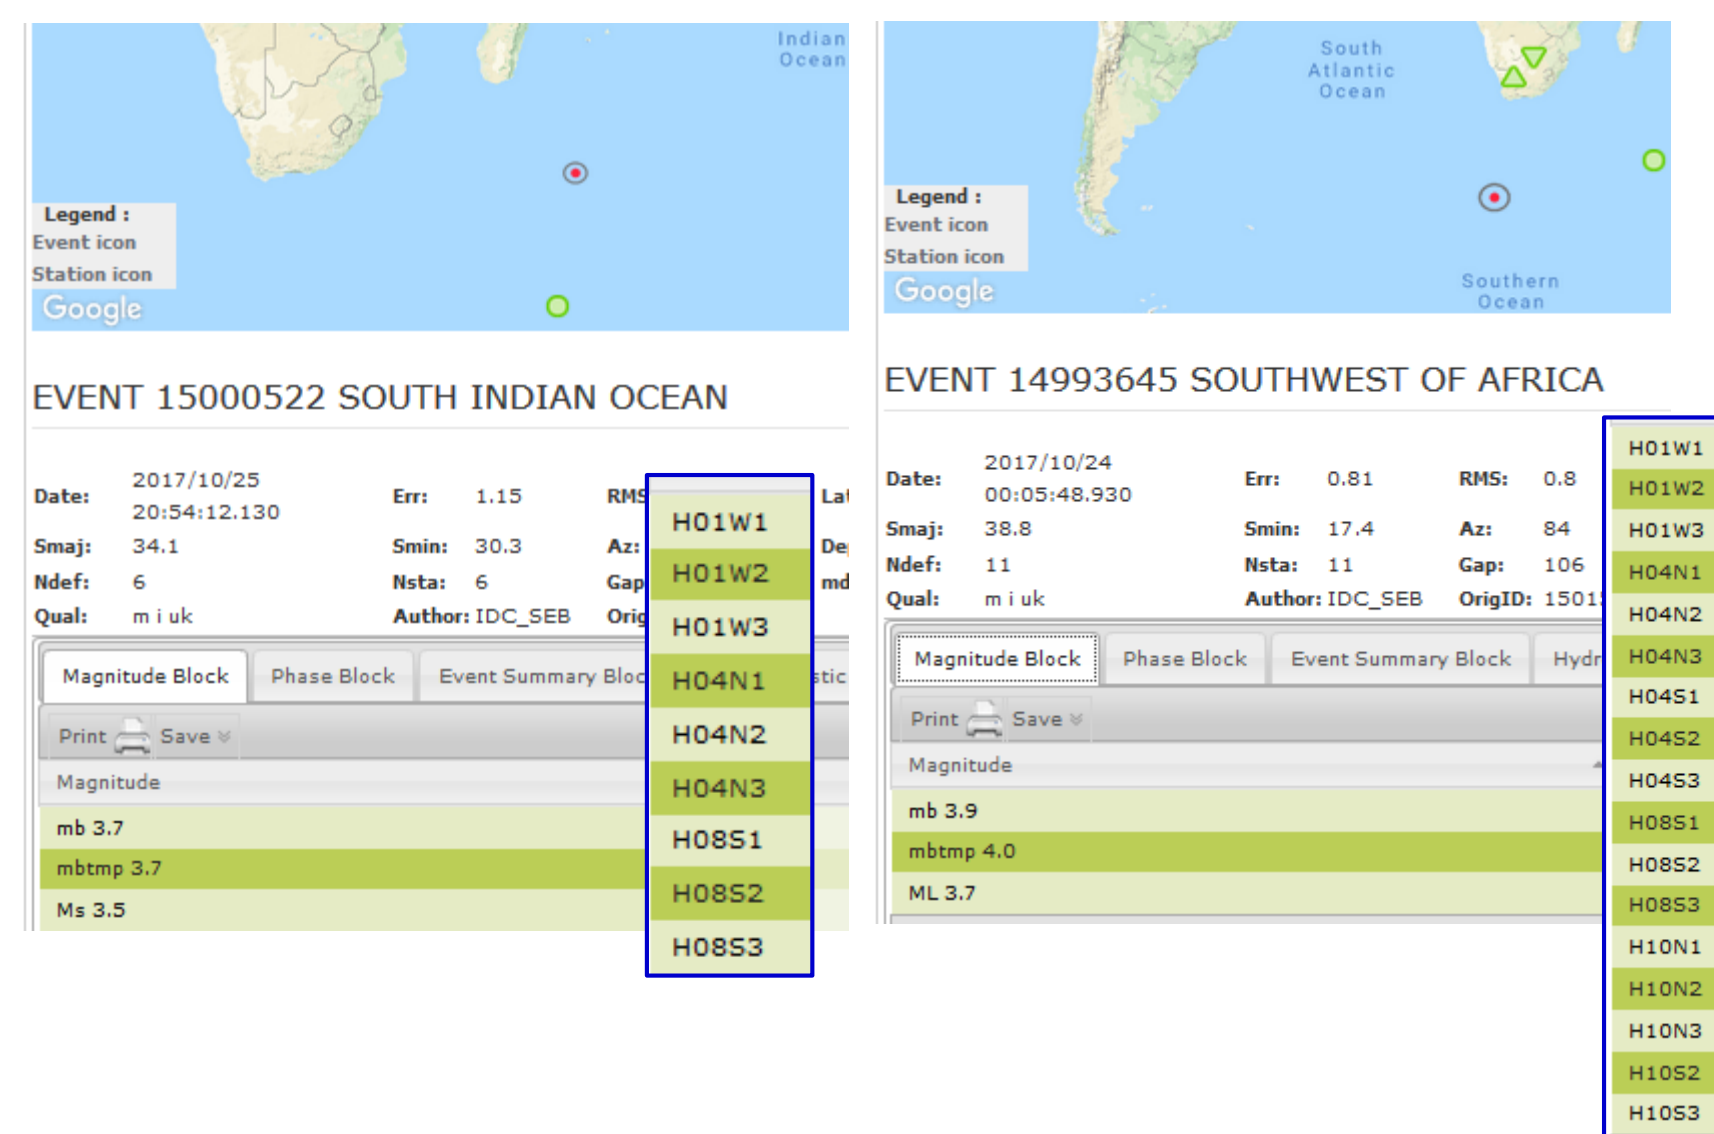 Indian
Ocean
Legend :
Event icon
Station icon
Google
EVENT 15000522 SOUTH INDIAN OCEAN
Date: 2017/10/25 20:54:12.130 Err: 1.15
Smaj: 34.1 Smin: 30.3 Az:
Ndef: 6 Nsta: 6 Gap
Qual: m i uk Author: IDC_SEB
Magnitude Block Phase Block Event Summary Bloc
Print Save
Magnitude
mb 3.7
mbtmp 3.7
Ms 3.5
H01W1
H01W2
H01W3
H04N1
H04N2
H04N3
H08S1
H08S2
H08S3
South
Atlantic
Ocean
Legend :
Event icon
Station icon
Google
Southern
Ocean
EVENT 14993645 SOUTHWEST OF AFRICA
Date: 2017/10/24 00:05:48.930 Err: 0.81 RMS: 0.8
Smaj: 38.8 Smin: 17.4 Az: 84
Ndef: 11 Nsta: 11 Gap: 106
Qual: m i uk Author: IDC_SEB OrigID: 1501
Magnitude Block Phase Block Event Summary Block Hydr
Print Save
Magnitude
mb 3.9
mbtmp 4.0
ML 3.7
H01W1
H01W2
H01W3
H04N1
H04N2
H04N3
H04S1
H04S2
H04S3
H08S1
H08S2
H08S3
H10N1
H10N2
H10N3
H10S2
H10S3